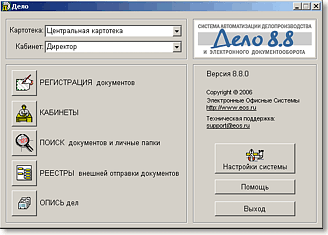 Дело
Картотека: Центральная картотека
Кабинет: Директор
СИСТЕМА АВТОМАТИЗАЦИИ ДЕЛОПРОИЗВОДСТВА
Дело 8.8
И ЭЛЕКТРОННОГО ДОКУМЕНТООБОРОТА
РЕГИСТРАЦИЯ документов
КАБИНЕТЫ
ПОИСК документов и личные папки
РЕЕСТРЫ внешней отправки документов
ОПИСЬ дел
Версия 8.8.0
Copyright © 2006
Электронные Офисные Системы
http://www.eos.ru
Техническая поддержка:
support@eos.ru
Настройки системы
Помощь
Выход